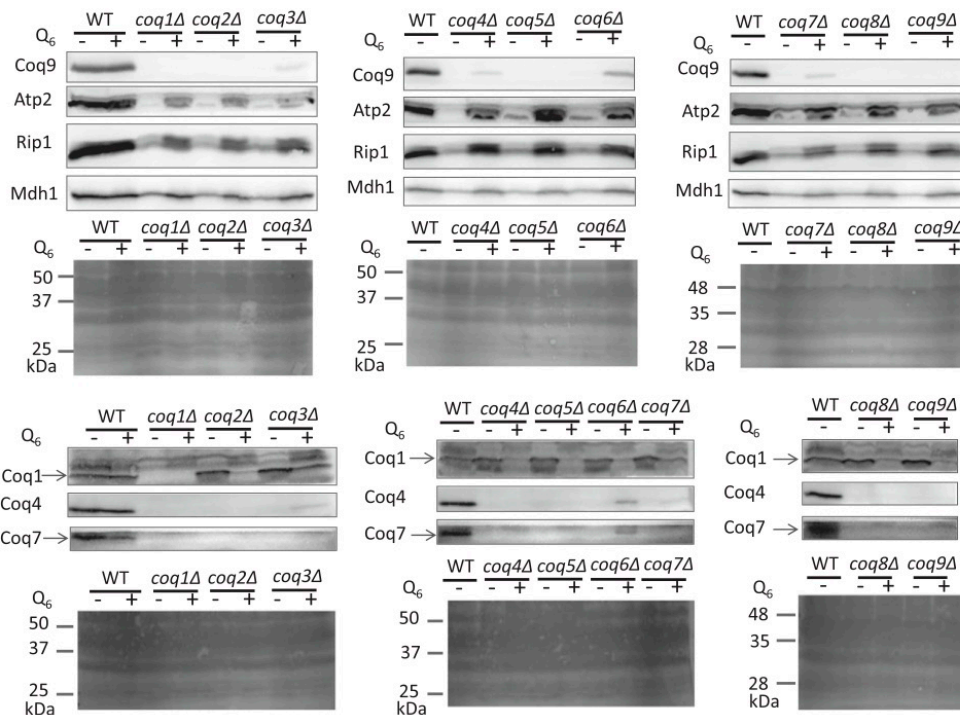 WT coq1Δ coq2Δ coq3Δ
Q6 - + - + - + - +
Coq9
Atp2
Rip1
Mdh1
WT coq1Δ coq2Δ coq3Δ
Q6 - + - + - + - +
50
37
25
kDa
WT coq4Δ coq5Δ coq6Δ
Q6 - - + - + - +
Coq9
Atp2
Rip1
Mdh1
WT coq4Δ coq5Δ coq6Δ
Q6 - - + - + - +
50
37
25
kDa
WT coq7Δ coq8Δ coq9Δ
Q6 - - + - + - +
Coq9
Atp2
Rip1
Mdh1
WT coq7Δ coq8Δ coq9Δ
Q6 - - + - + - +
48
35
28
kDa
WT coq1Δ coq2Δ coq3Δ
Q6 - + - + - + - +
Coq1
Coq4
Coq7
WT coq1Δ coq2Δ coq3Δ
Q6 - + - + - + - +
50
37
25
kDa
WT coq4Δ coq5Δ coq6Δ coq7Δ
Q6 - - + - + - + - +
Coq1
Coq4
Coq7
WT coq4Δ coq5Δ coq6Δ coq7Δ
Q6 - - + - + - + - +
50
37
25
kDa
WT coq8Δ coq9Δ
Q6 - - + - +
Coq1
Coq4
Coq7
WT coq8Δ coq9Δ
Q6 - - + - +
48
35
28
kDa